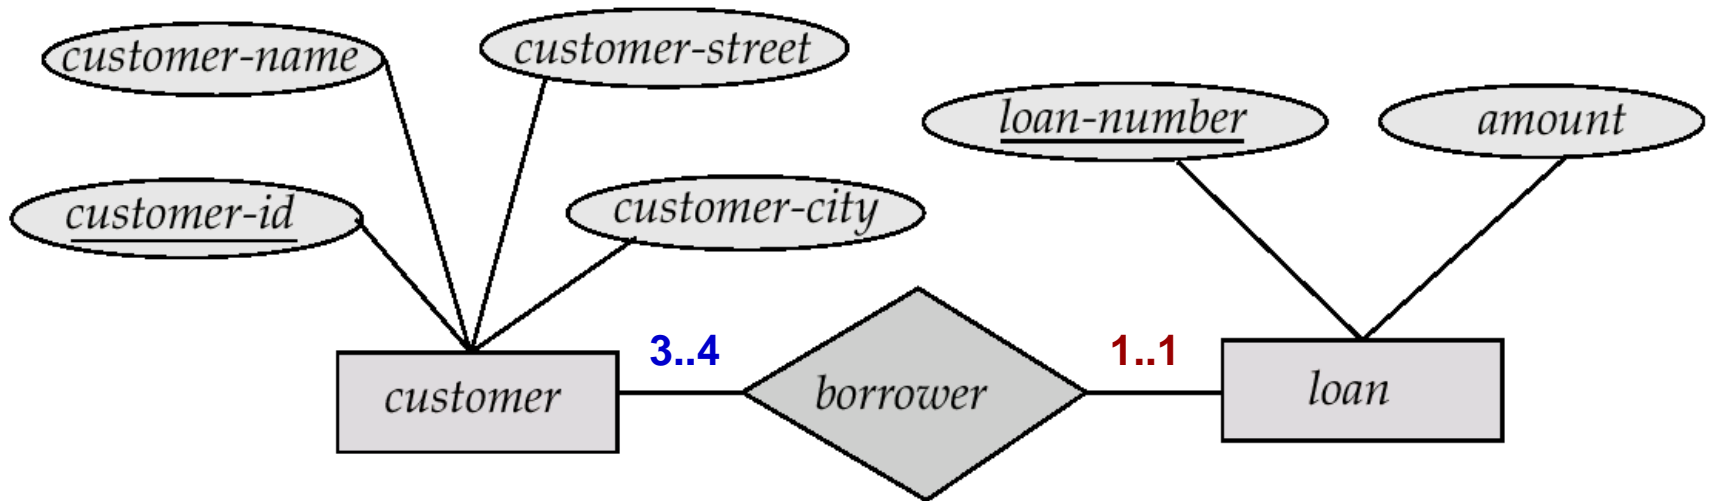 customer-name
customer-street
loan-number
amount
customer-id
customer-city
3..4
1..1
customer
borrower
loan